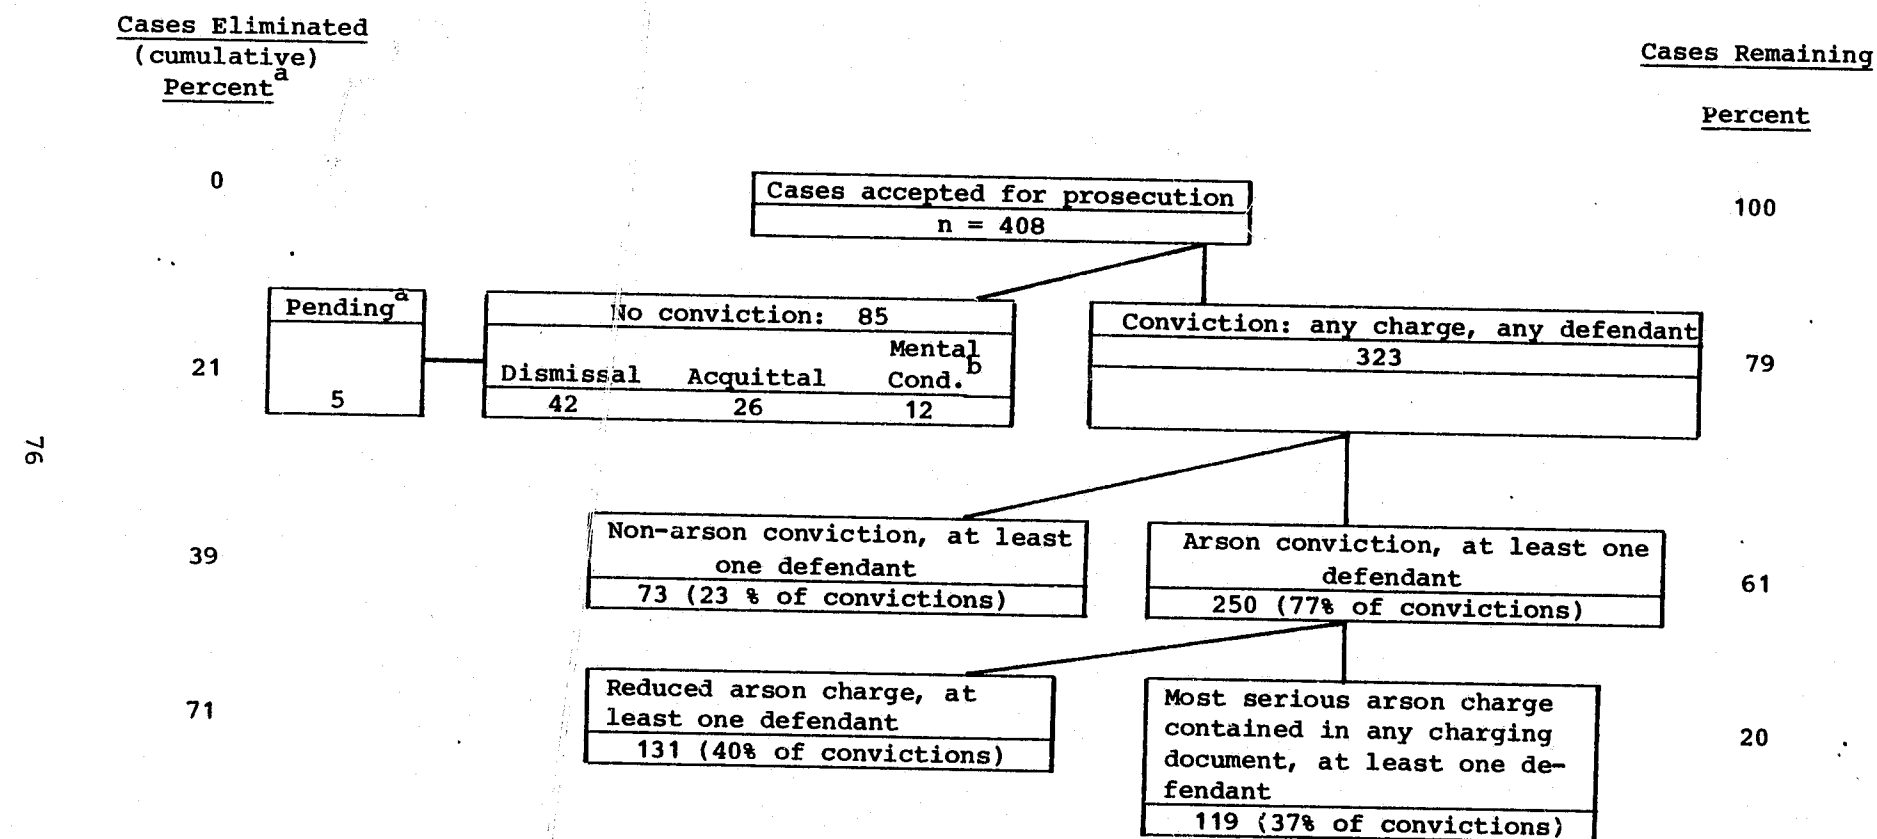 Cases Eliminated
(cumulative)
Percent a
Cases Remaining
Percent
0
Cases accepted for prosecution
n = 408
100
Pending a
5
21
No conviction: 85
Mental
Dismissal Acquittal Cond. b
42 26 12
Conviction: any charge, any defendant
323
79
76
39
Non-arson conviction, at least
one defendant
73 (23 % of convictions)
Arson conviction, at least one
defendant
250 (77% of convictions)
61
71
Reduced arson charge, at
least one defendant
131 (40% of convictions)
Most serious arson charge
contained in any charging
document, at least one de-
fendant
119 (37% of convictions)
20